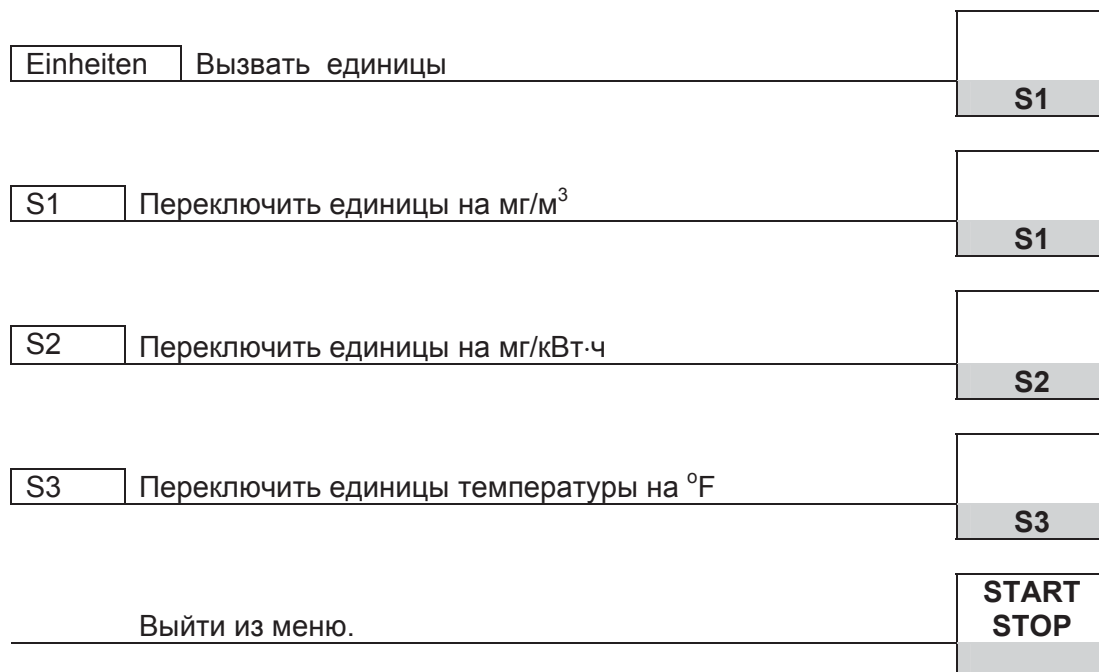 Einheiten Вызвать единицы
S1
S1 Переключить единицы на мг/м³
S1
S2 Переключить единицы на мг/кВт·ч
S2
S3 Переключить единицы температуры на ºF
S3
START
Выйти из меню. STOP